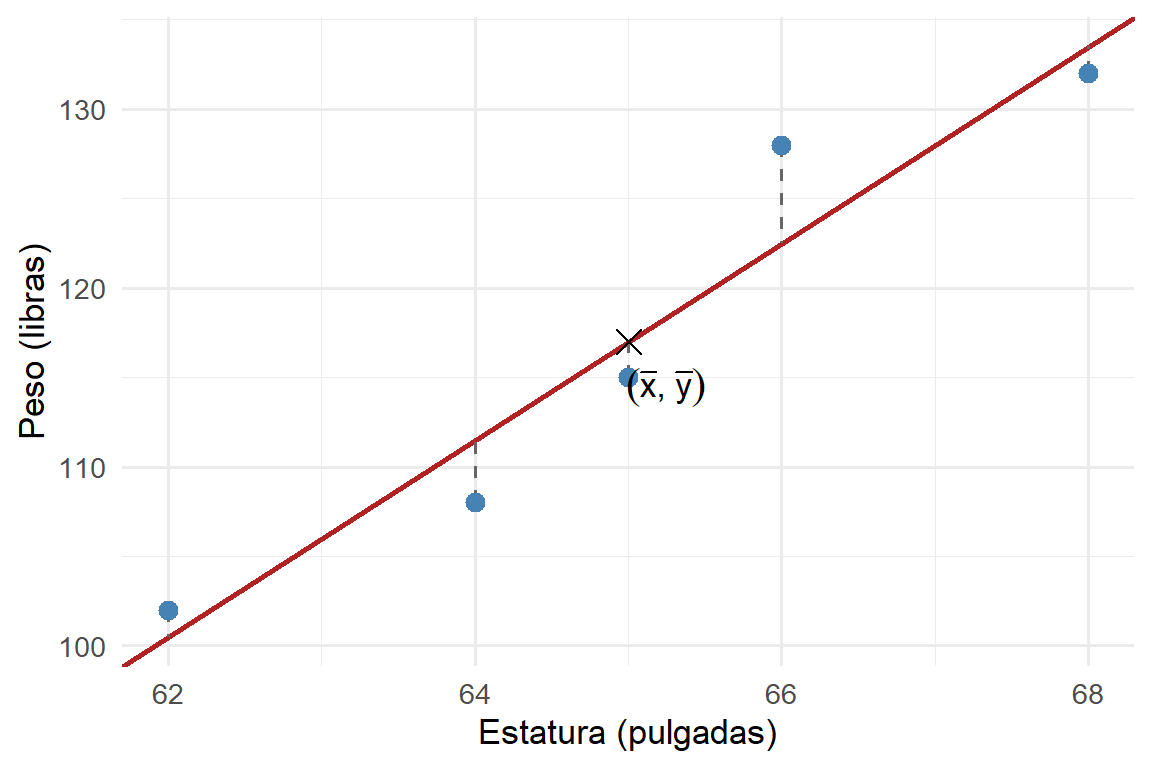 Peso (libras)
130
120
110
100
(x̅, y̅)
62 64 66 68
Estatura (pulgadas)